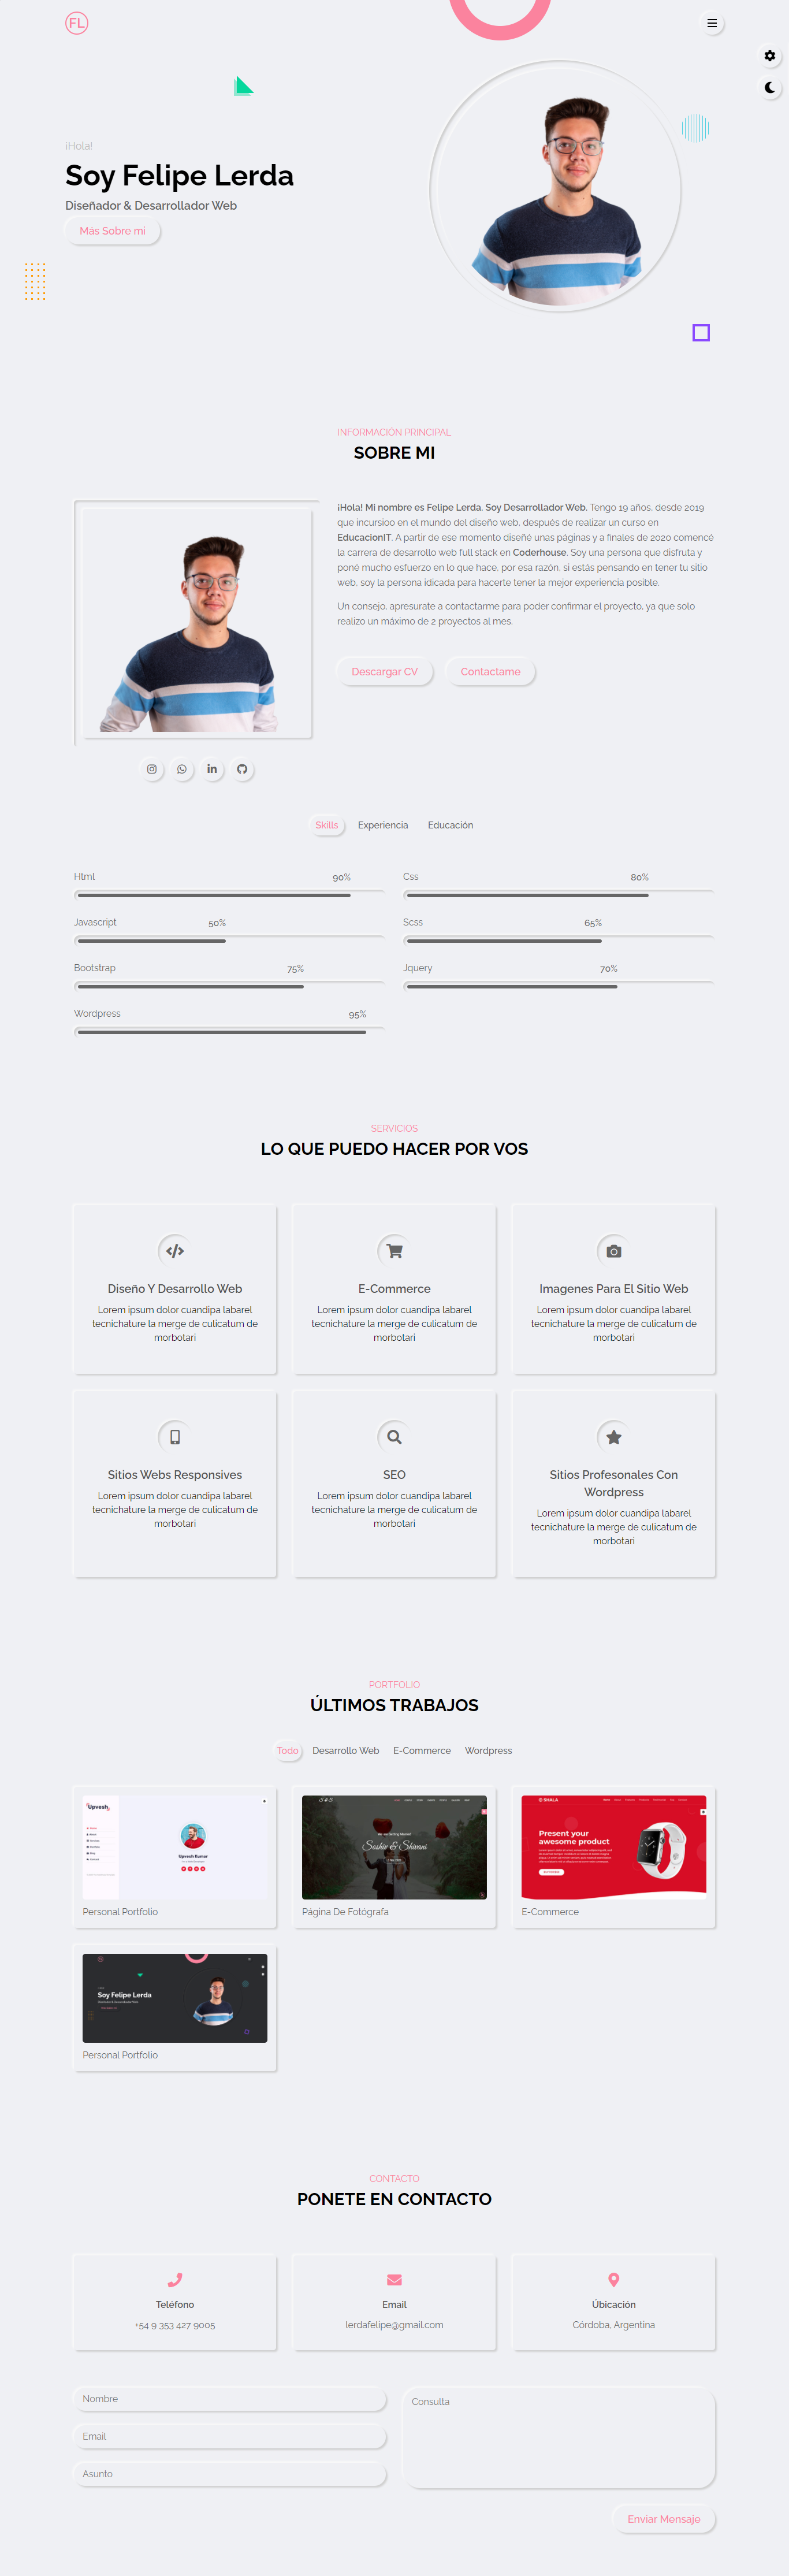 FL
¡Hola!
Soy Felipe Lerda
Diseñador & Desarrollador Web
Más Sobre mi
INFORMACIÓN PRINCIPAL
SOBRE MI
¡Hola! Mi nombre es Felipe Lerda. Soy Desarrollador Web. Tengo 19 años, desde 2019
que incursioo en el mundo del diseño web, después de realizar un curso en
EducacionIT. A partir de ese momento diseñé unas páginas y a finales de 2020 comencé
la carrera de desarrollo web full stack en Coderhouse. Soy una persona que disfruta y
poné mucho esfuerzo en lo que hace, por esa razón, si estás pensando en tener tu sitio
web, soy la persona idicada para hacerte tener la mejor experiencia posible.
Un consejo, apresurate a contactarme para poder confirmar el proyecto, ya que solo
realizo un máximo de 2 proyectos al mes.
Descargar CV
Contactame
Skills
Experiencia
Educación
Html 90%
Css 80%
Javascript 50%
Scss 65%
Bootstrap 75%
Jquery 70%
Wordpress 95%
SERVICIOS
LO QUE PUEDO HACER POR VOS
Diseño Y Desarrollo Web
Lorem ipsum dolor cuandipa labarel
tecnichature la merge de culicatum de
morbotari
E-Commerce
Lorem ipsum dolor cuandipa labarel
tecnichature la merge de culicatum de
morbotari
Imagenes Para El Sitio Web
Lorem ipsum dolor cuandipa labarel
tecnichature la merge de culicatum de
morbotari
Sitios Webs Responsives
Lorem ipsum dolor cuandipa labarel
tecnichature la merge de culicatum de
morbotari
SEO
Lorem ipsum dolor cuandipa labarel
tecnichature la merge de culicatum de
morbotari
Sitios Profesonales Con
Wordpress
Lorem ipsum dolor cuandipa labarel
tecnichature la merge de culicatum de
morbotari
PORTFOLIO
ÚLTIMOS TRABAJOS
Todo
Desarrollo Web
E-Commerce
Wordpress
Upvesh
Upvesh Kumar
Personal Portfolio
Página De Fotógrafa
SHALA
Present your
awesome product
E-Commerce
Soy Felipe Lerda
Personal Portfolio
CONTACTO
PONETE EN CONTACTO
Teléfono
+54 9 353 427 9005
Email
lerdafelipe@gmail.com
Úbicación
Córdoba, Argentina
Nombre
Email
Asunto
Consulta
Enviar Mensaje